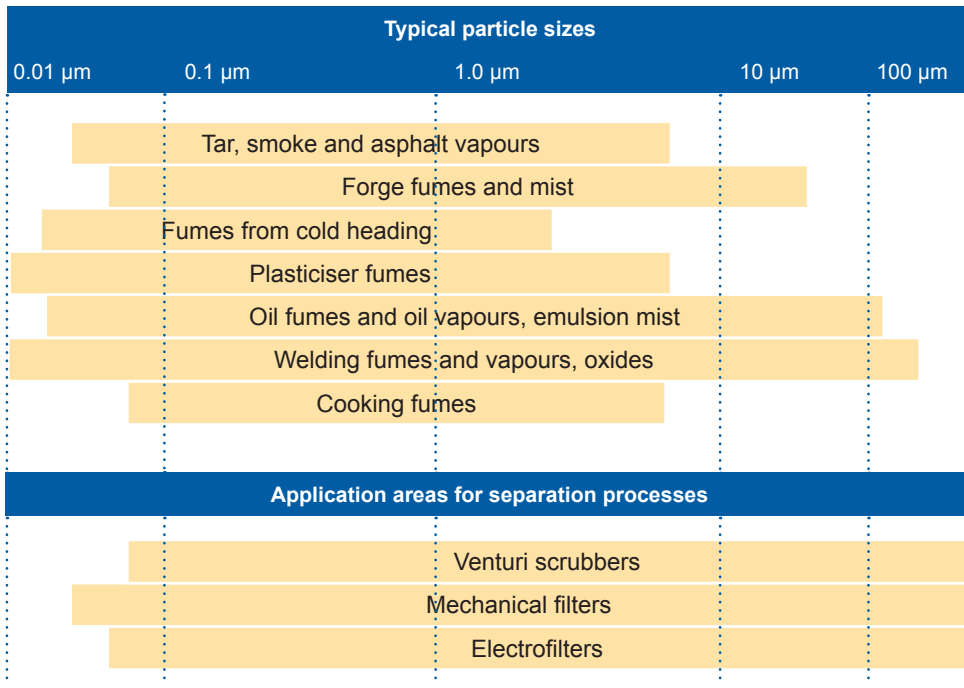 Typical particle sizes
0.01 µm 0.1 µm 1.0 µm 10 µm 100 µm
Tar, smoke and asphalt vapours
Forge fumes and mist
Fumes from cold heading
Plasticiser fumes
Oil fumes and oil vapours, emulsion mist
Welding fumes and vapours, oxides
Cooking fumes
Application areas for separation processes
Venturi scrubbers
Mechanical filters
Electrofilters